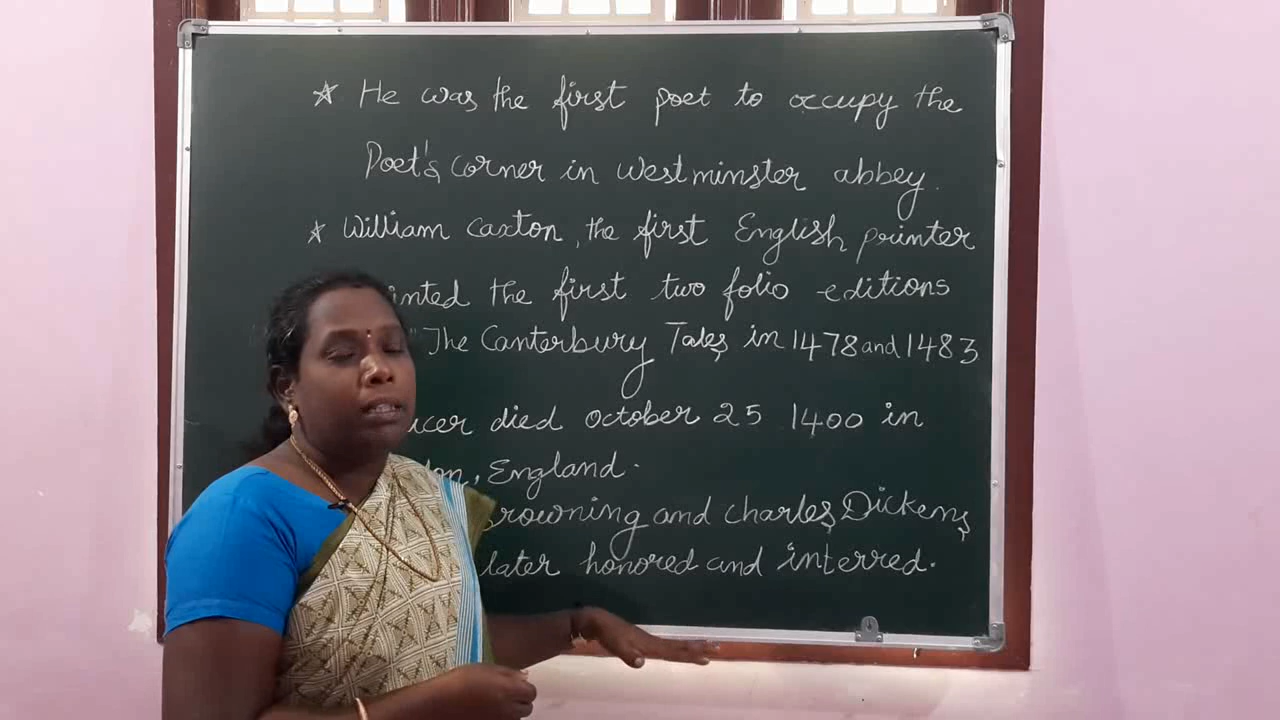 ☆ He was the first poet to occupy the
Poet's corner in westminster abbey.
☆ William Caxton, the first English printer
inted the first two folio editions
" The Canterbury Tales in 1478 and 1483
ucer died october 25 1400 in
on, England.
rowning and charles Dickens
later honored and interred.